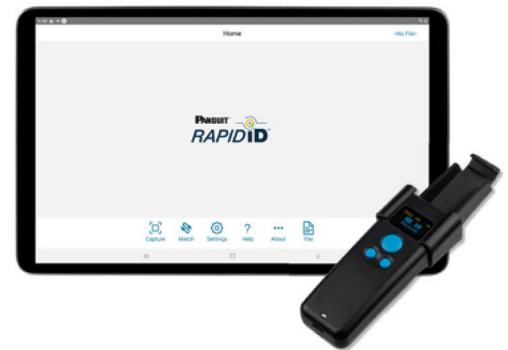 Home
<No File>
PANDUIT
RAPIDID
Capture Match Settings Help About File